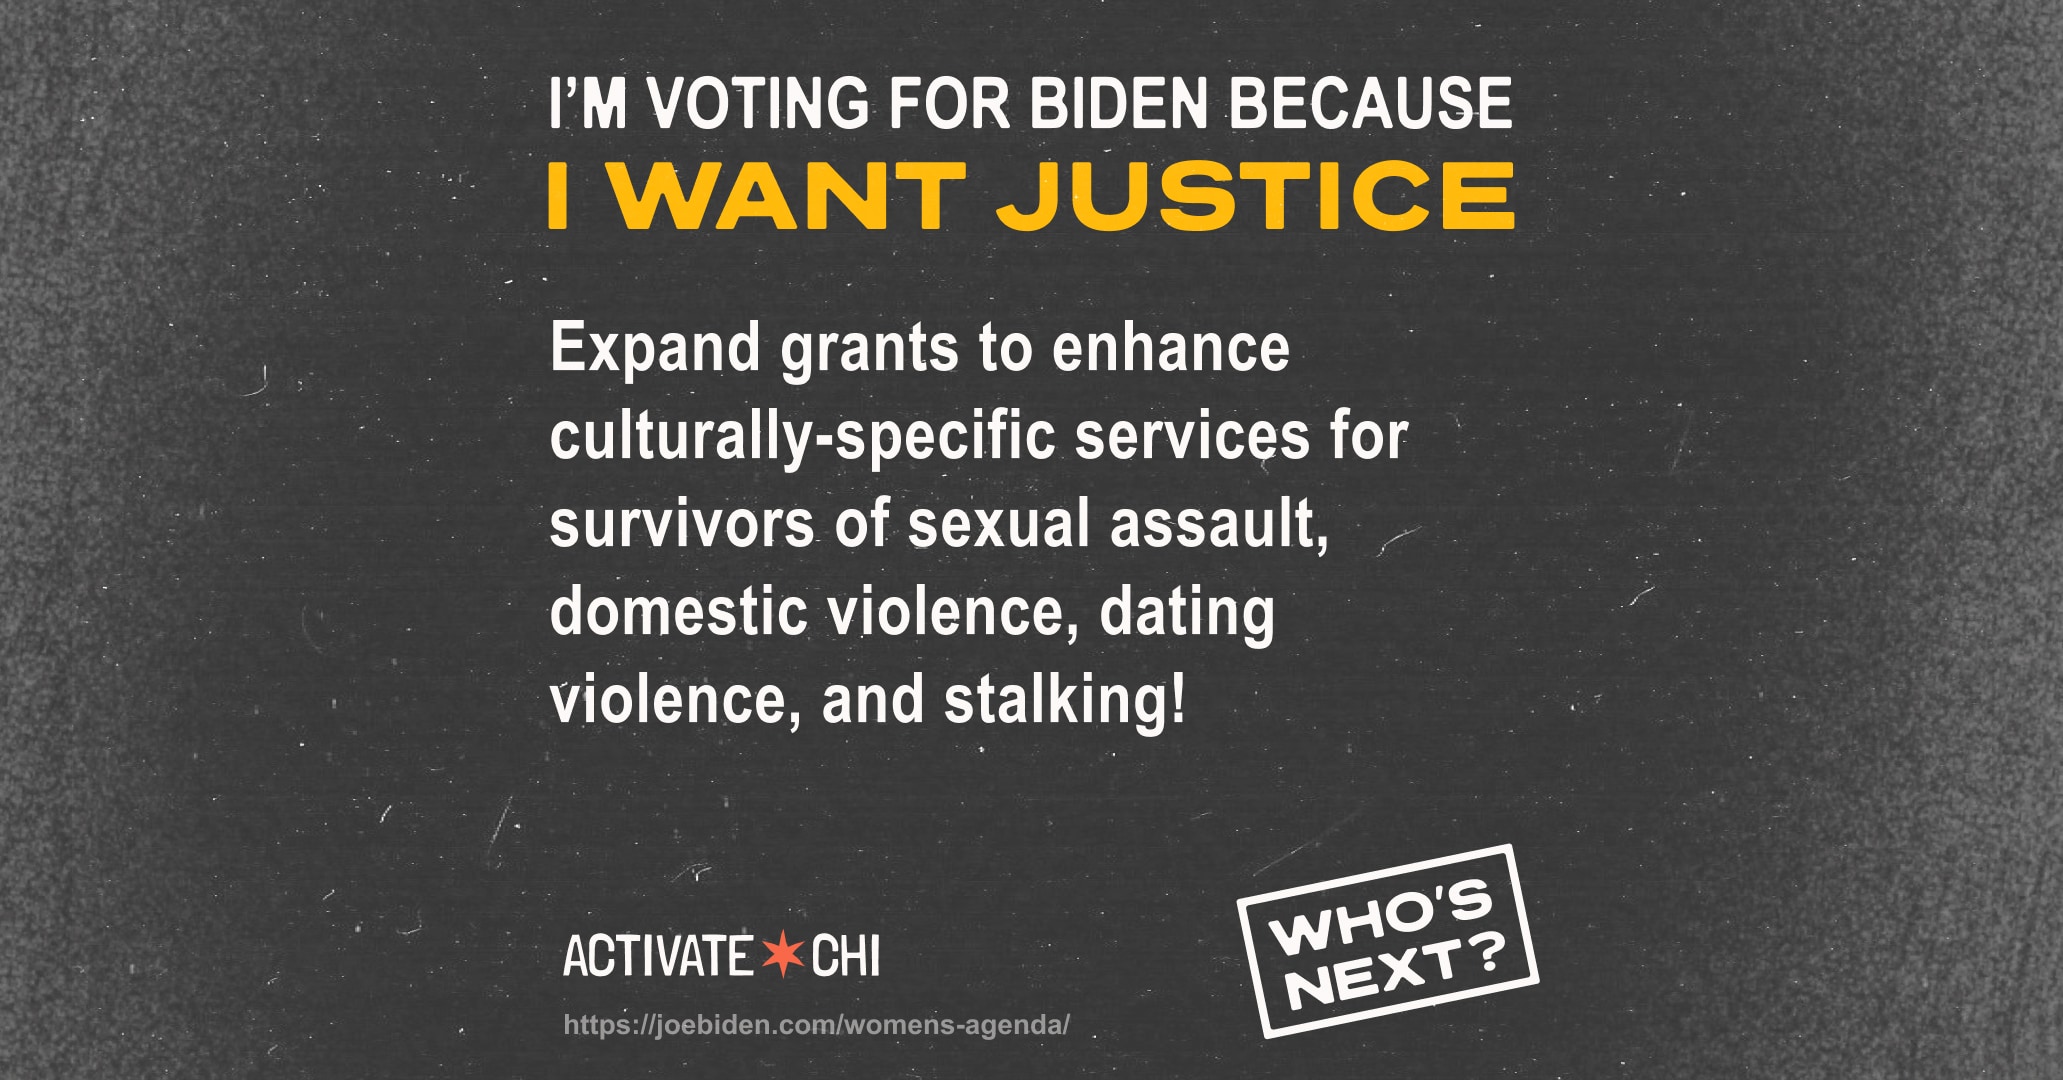 I'M VOTING FOR BIDEN BECAUSE
I WANT JUSTICE
Expand grants to enhance
culturally-specific services for
survivors of sexual assault,
domestic violence, dating
violence, and stalking!
ACTIVATE CHI
https://joebiden.com/womens-agenda/
WHO'S
NEXT?